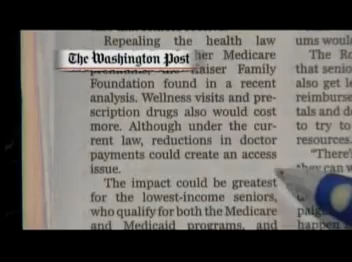 The Washington Post
Repealing the health law
her Medicare
Kaiser Family
Foundation found in a recent
analysis. Wellness visits and pre-
scription drugs also would cost
more. Although under the cur-
rent law, reductions in doctor
payments could create an access
issue.
The impact could be greatest
for the lowest-income seniors,
who qualify for both the Medicare
and Medicaid programs, and
ums woul
The Ro
that senio
also get l
reimburse
tals and d
to try to
resources.
"There'
they can w
happen